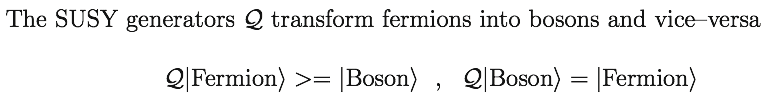 The SUSY generators 𝒬 transform fermions into bosons and vice–versa
𝒬|Fermion⟩ >= |Boson⟩ , 𝒬|Boson⟩ = |Fermion⟩